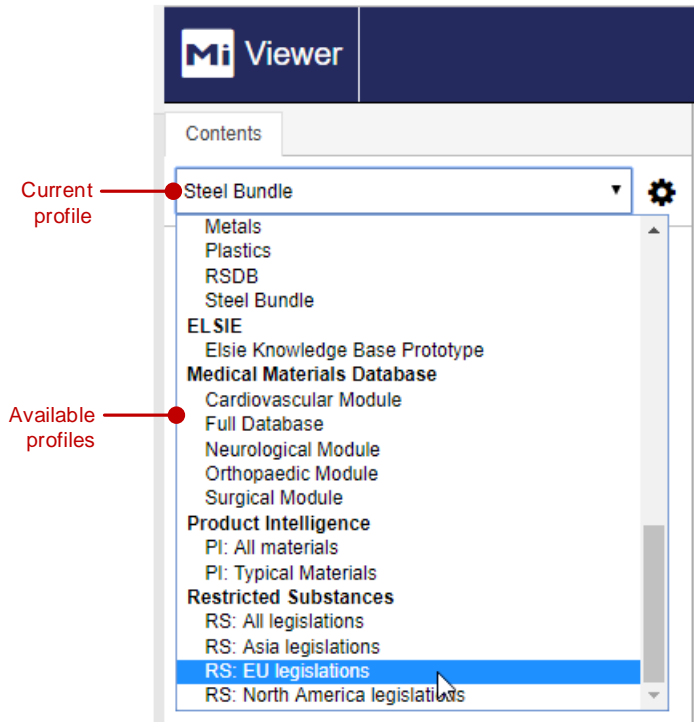 Mi Viewer
Contents
Current profile
Steel Bundle
Metals
Plastics
RSDB
Steel Bundle
ELSIE
Elsie Knowledge Base Prototype
Medical Materials Database
Cardiovascular Module
Available profiles
Full Database
Neurological Module
Orthopaedic Module
Surgical Module
Product Intelligence
PI: All materials
PI: Typical Materials
Restricted Substances
RS: All legislations
RS: Asia legislations
RS: EU legislations
RS: North America legislations